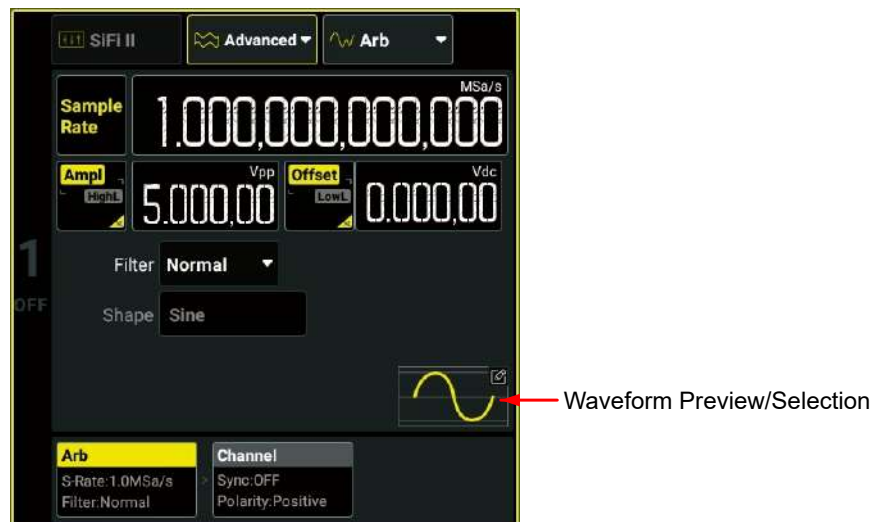 SiFi II
Advanced
Arb
Sample Rate
1.000,000,000,000
MSa/s
Ampl
HighL
5.000,00
Vpp
Offset
LowL
0.000,00
Vdc
1
OFF
Filter Normal
Shape Sine
Waveform Preview/Selection
Arb
S-Rate:1.0MSa/s
Filter:Normal
>
Channel
Sync:OFF
Polarity:Positive